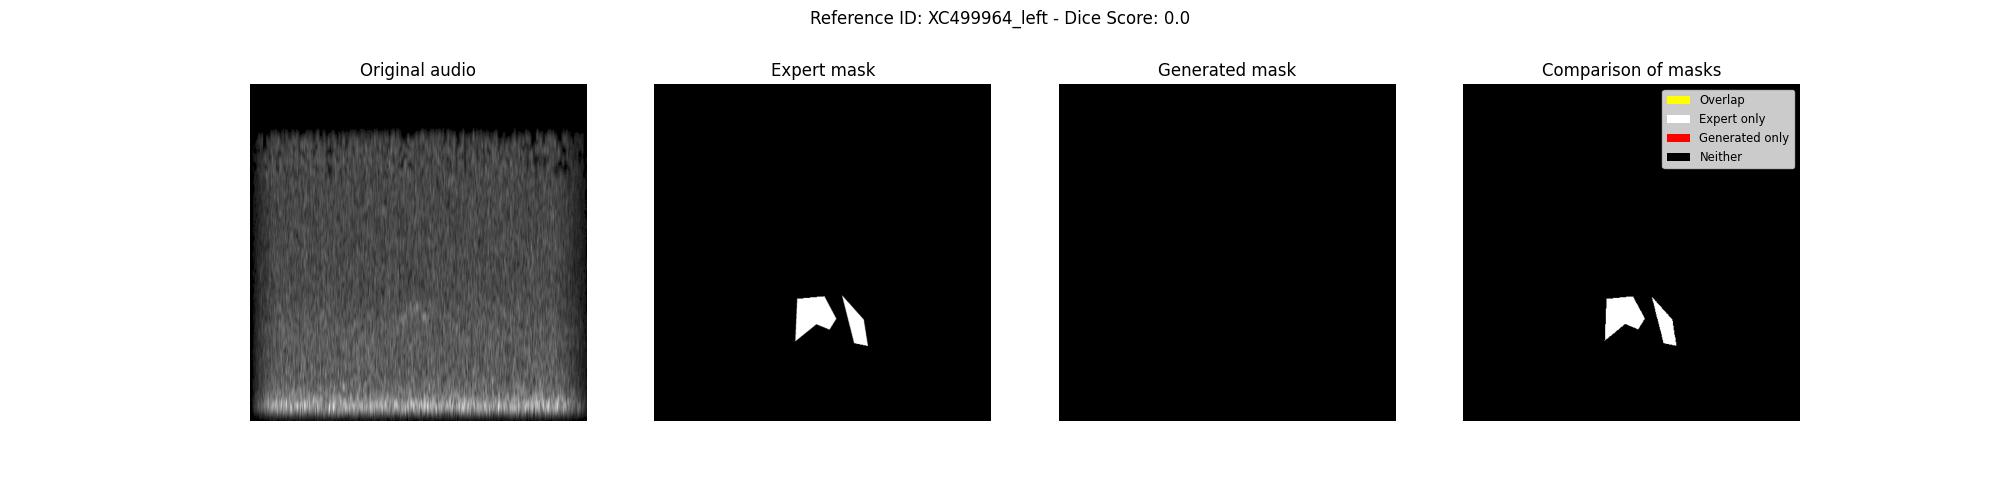 Reference ID: XC499964_left - Dice Score: 0.0
Original audio
Expert mask
Generated mask
Comparison of masks
Overlap
Expert only
Generated only
Neither